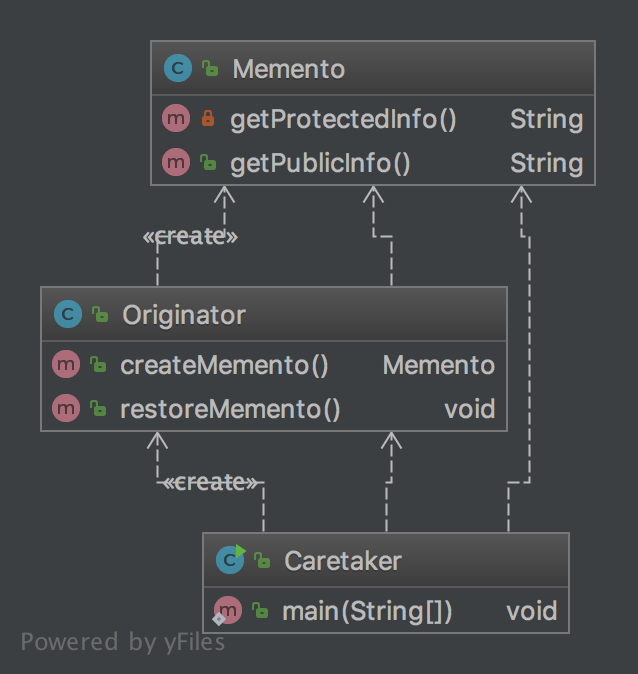 C Memento
m getProtectedInfo() String
m getPublicInfo() String
«create»
C Originator
m createMemento() Memento
m restoreMemento() void
«create»
C Caretaker
m main(String[]) void
Powered by yFiles